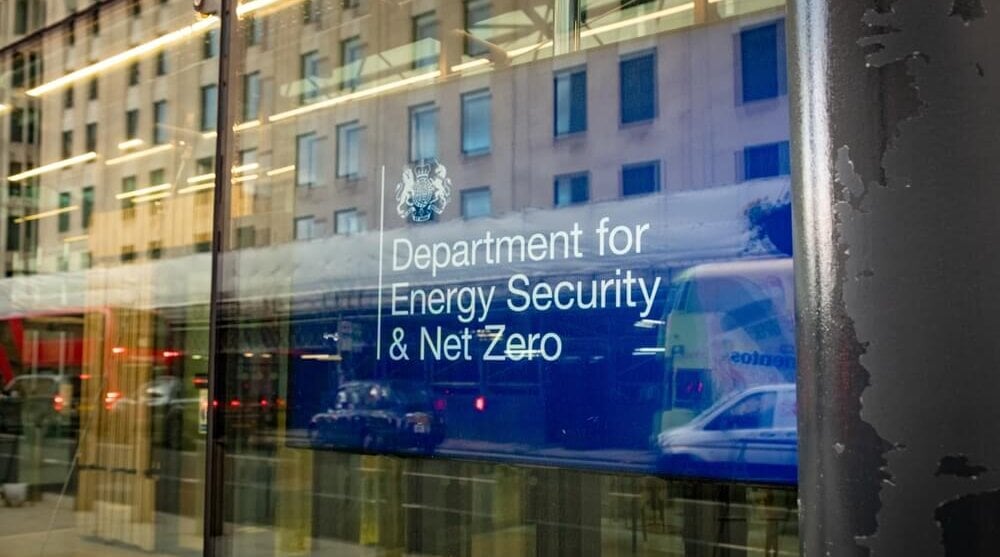 Department for
Energy Security
& Net Zero